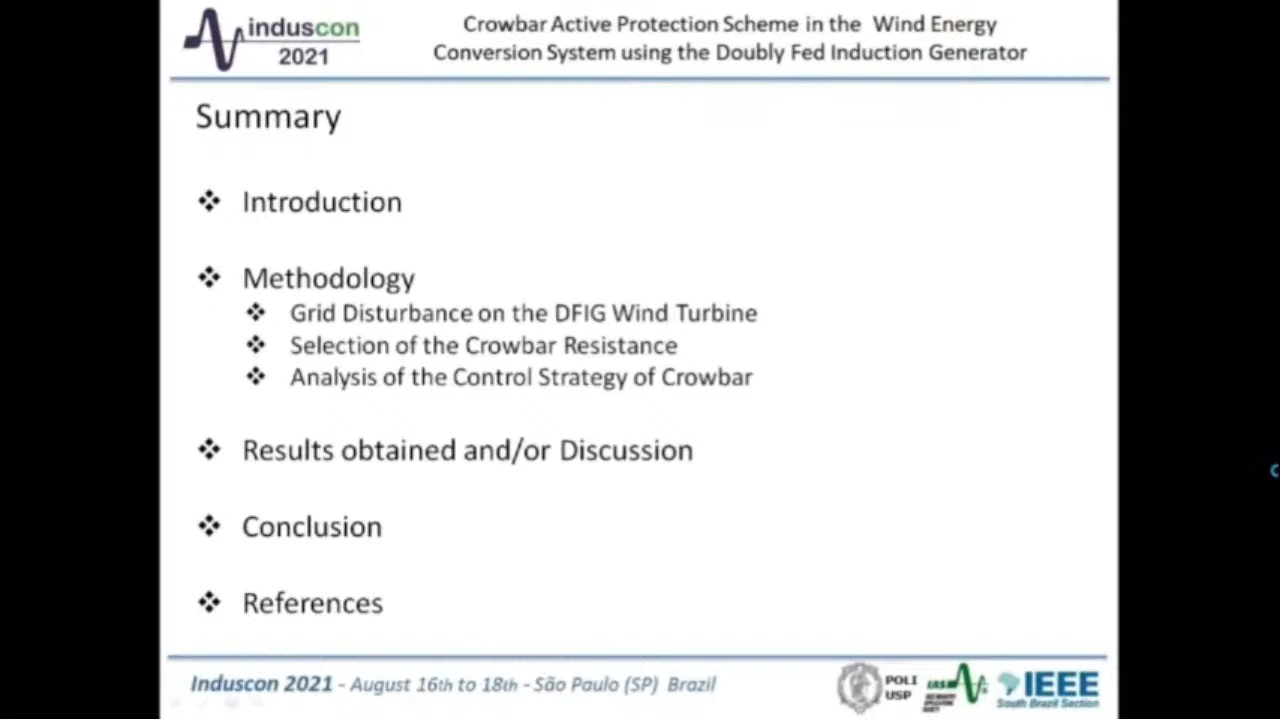 induscon
2021
Crowbar Active Protection Scheme in the Wind Energy
Conversion System using the Doubly Fed Induction Generator
Summary
❖ Introduction
❖ Methodology
❖ Grid Disturbance on the DFIG Wind Turbine
❖ Selection of the Crowbar Resistance
❖ Analysis of the Control Strategy of Crowbar
❖ Results obtained and/or Discussion
❖ Conclusion
❖ References
Induscon 2021 - August 16th to 18th - São Paulo (SP) Brazil
POLI
USP
IAS
IEEE
South Brazil Section